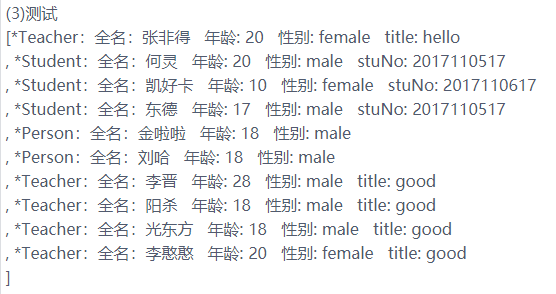 (3)测试
[*Teacher：全名：张非得   年龄: 20   性别: female   title: hello
, *Student：全名：何灵   年龄: 20   性别: male   stuNo: 2017110517
, *Student：全名：凯好卡   年龄: 10   性别: female   stuNo: 2017110617
, *Student：全名：东德   年龄: 17   性别: male   stuNo: 2017110517
, *Person：全名：金啦啦   年龄: 18   性别: male
, *Person：全名：刘哈   年龄: 18   性别: male
, *Teacher：全名：李晋   年龄: 28   性别: male   title: good
, *Teacher：全名：阳杀   年龄: 18   性别: male   title: good
, *Teacher：全名：光东方   年龄: 18   性别: male   title: good
, *Teacher：全名：李憨憨   年龄: 20   性别: female   title: good
]